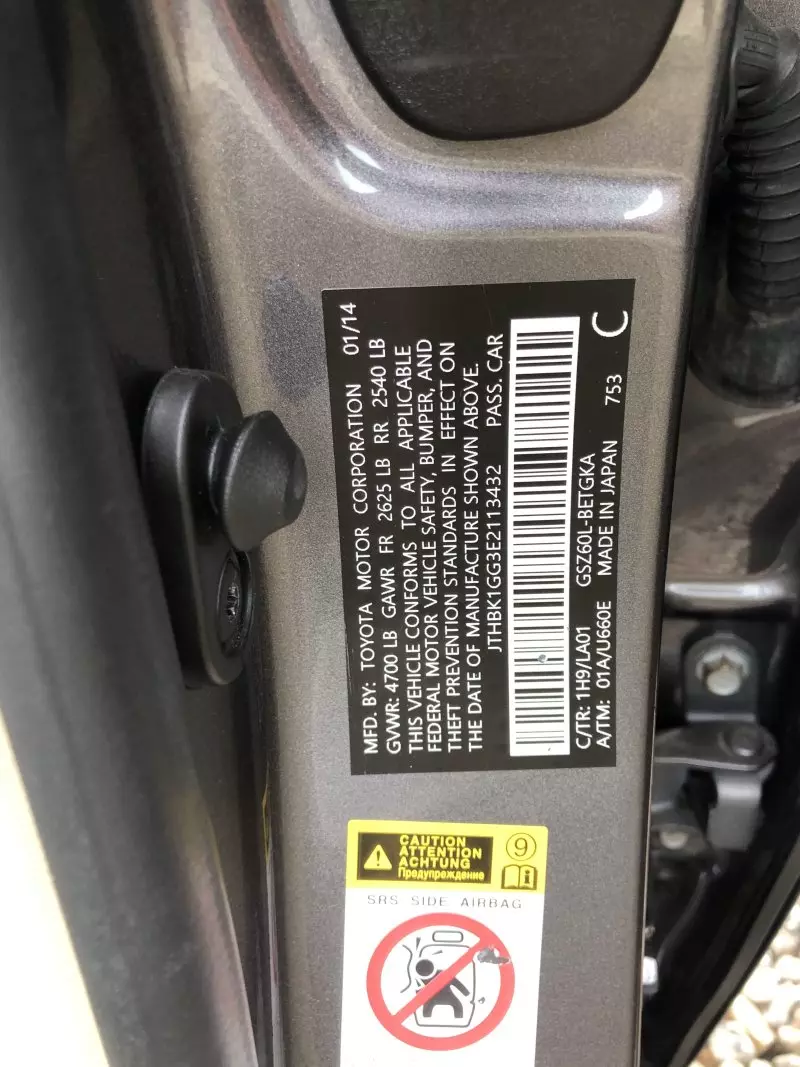 MFD. BY: TOYOTA MOTOR CORPORATION 01/14
GVWR: 4700 LB GAWR FR 2625 LB RR 2540 LB
THIS VEHICLE CONFORMS TO ALL APPLICABLE
FEDERAL MOTOR VEHICLE SAFETY, BUMPER, AND
THEFT PREVENTION STANDARDS IN EFFECT ON
THE DATE OF MANUFACTURE SHOWN ABOVE.
JTHBK1GG3E2113432 PASS. CAR
C/TR: 1H9/LA01 GSZ60L-BETGKA
A/TM: 01A/U660E MADE IN JAPAN 753 C
CAUTION
ATTENTION
ACHTUNG
Предупреждение
9
SRS SIDE AIRBAG